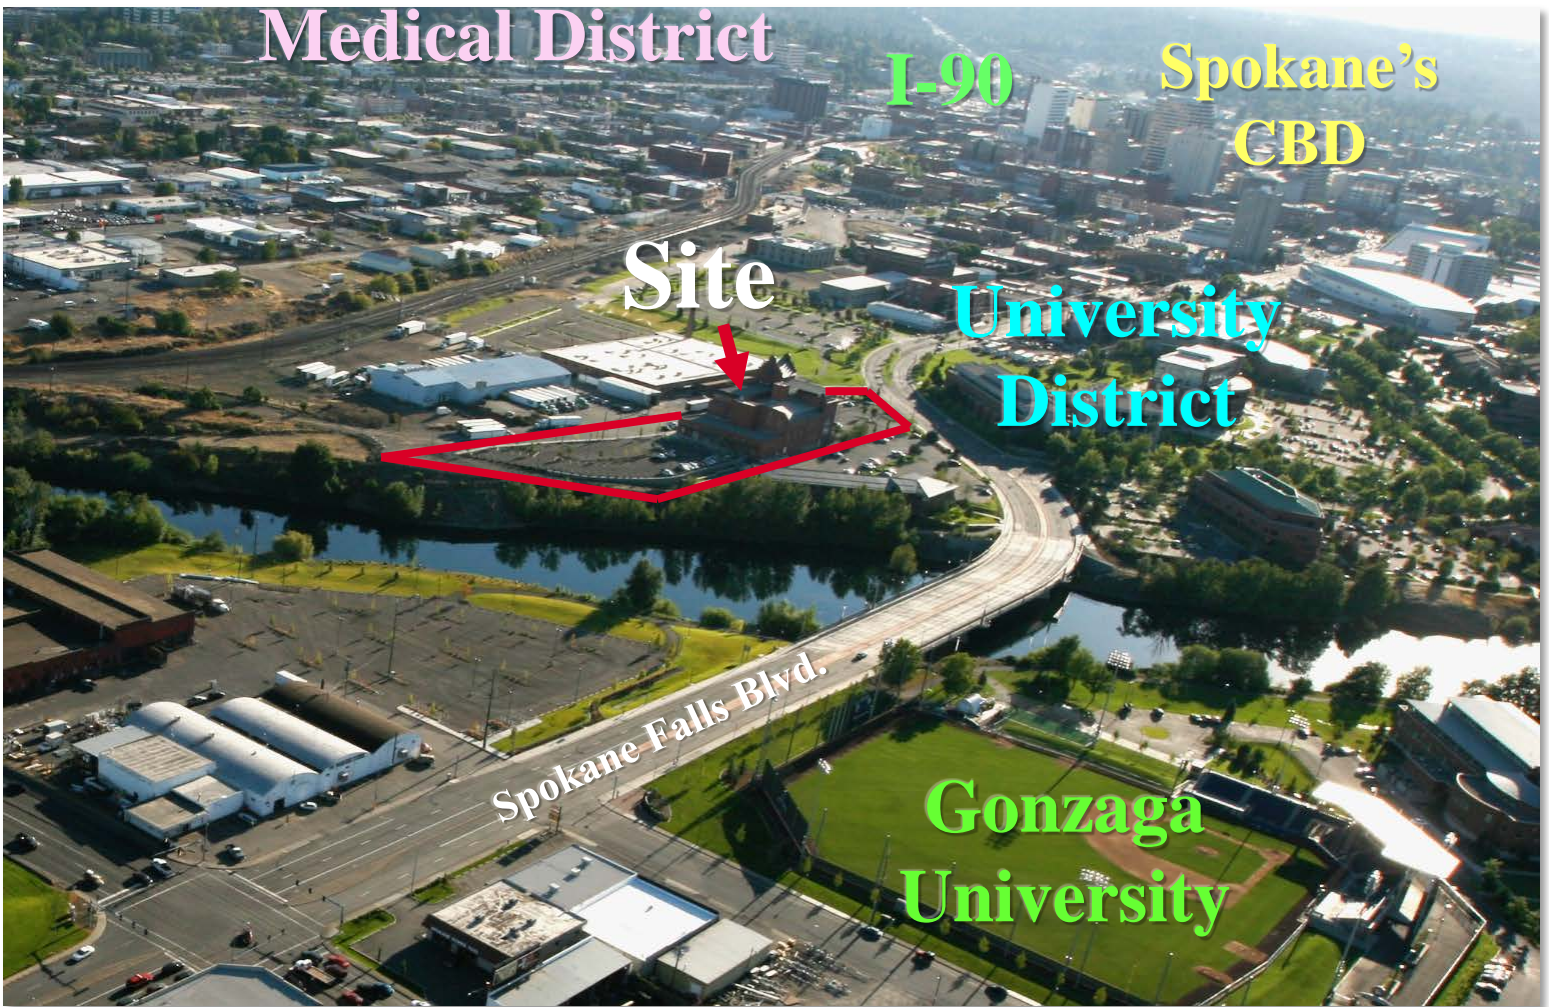 Medical District
I-90
Spokane’s
CBD
Site
University
District
Spokane Falls Blvd.
Gonzaga
University